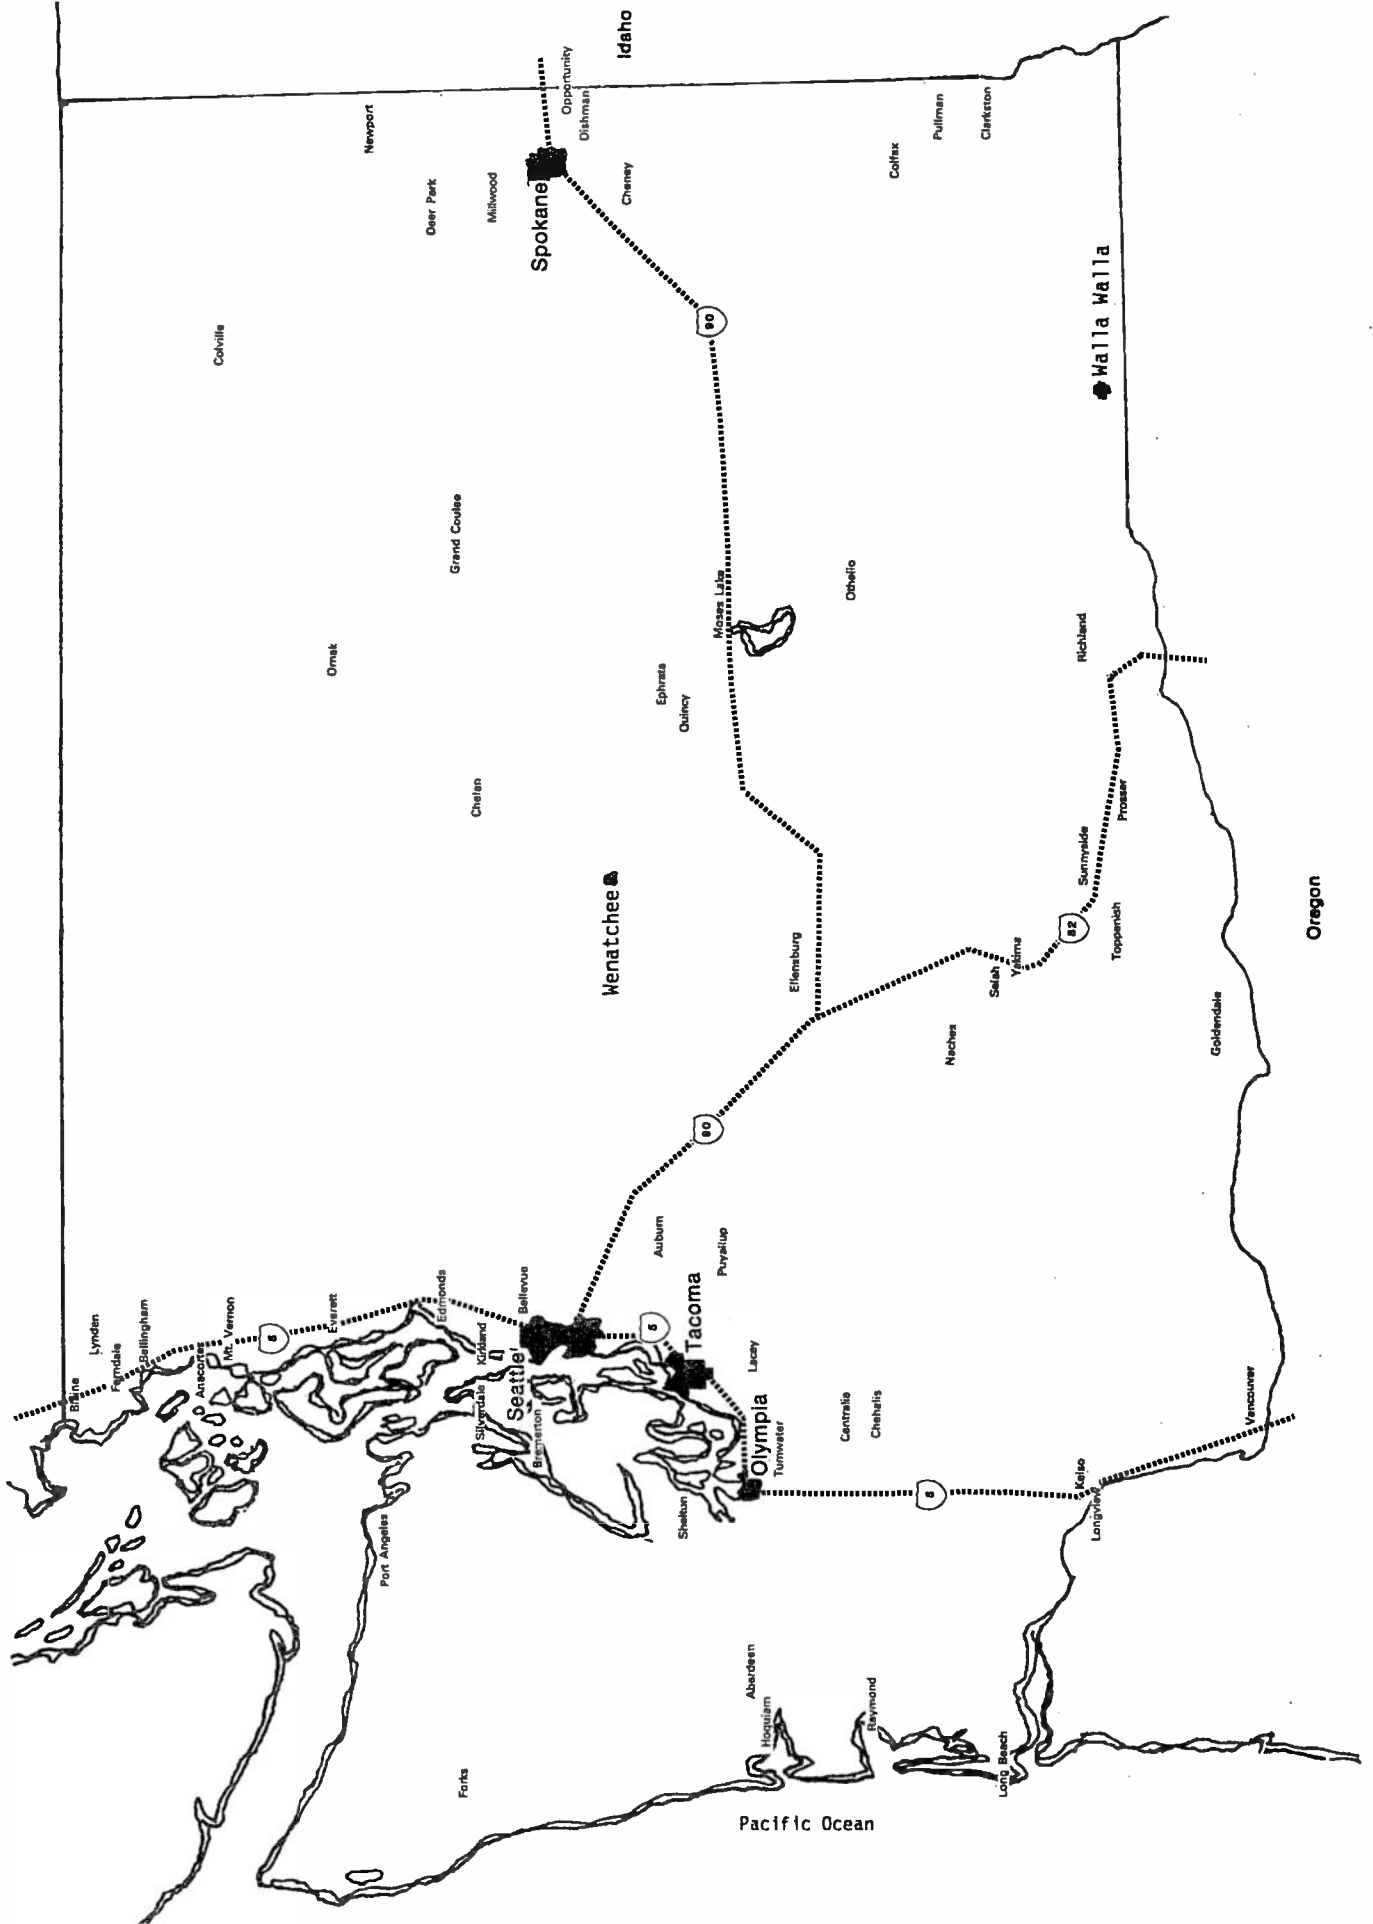 Blaine
Lynden
Ferndale
Bellingham
Anacortes
Mt. Vernon
5
Everett
Edmonds
Kirkland
Bellevue
Silverdale
Seattle
Bremerton
Port Angeles
Forks
5
Auburn
Tacoma
Puyallup
Lacey
Olympia
Tumwater
Shelton
Centralia
Chehalis
Aberdeen
Hoquiam
Raymond
Long Beach
Pacific Ocean
5
Kelso
Longview
Vancouver
90
Wenatchee
Chelan
Omak
Grand Coulee
Colville
Newport
Deer Park
Millwood
Spokane
Opportunity
Dishman
Cheney
Idaho
90
Ephrata
Quincy
Moses Lake
Othello
Ellensburg
Naches
Selah
Yakima
82
Toppenish
Sunnyside
Prosser
Richland
Goldendale
Walla Walla
Colfax
Pullman
Clarkston
Oregon